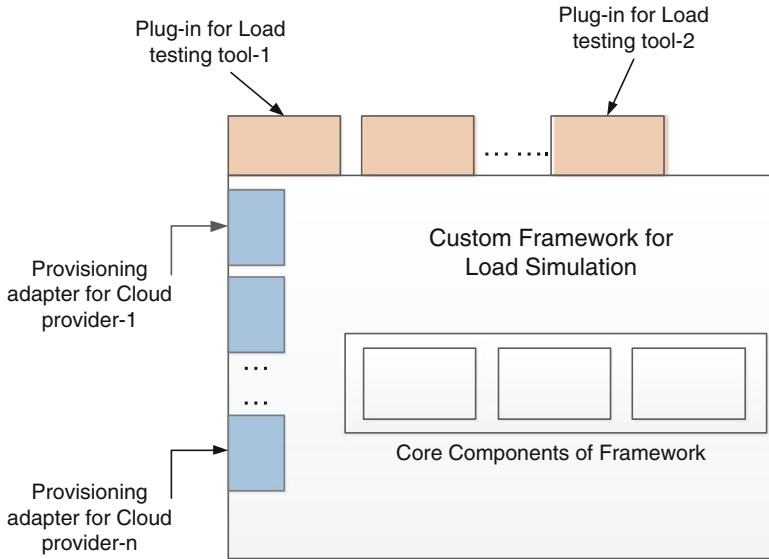 Plug-in for Load
testing tool-1
Plug-in for Load
testing tool-2
... ....
Custom Framework for
Load Simulation
Provisioning
adapter for Cloud
provider-1
...
...
Core Components of Framework
Provisioning
adapter for Cloud
provider-n